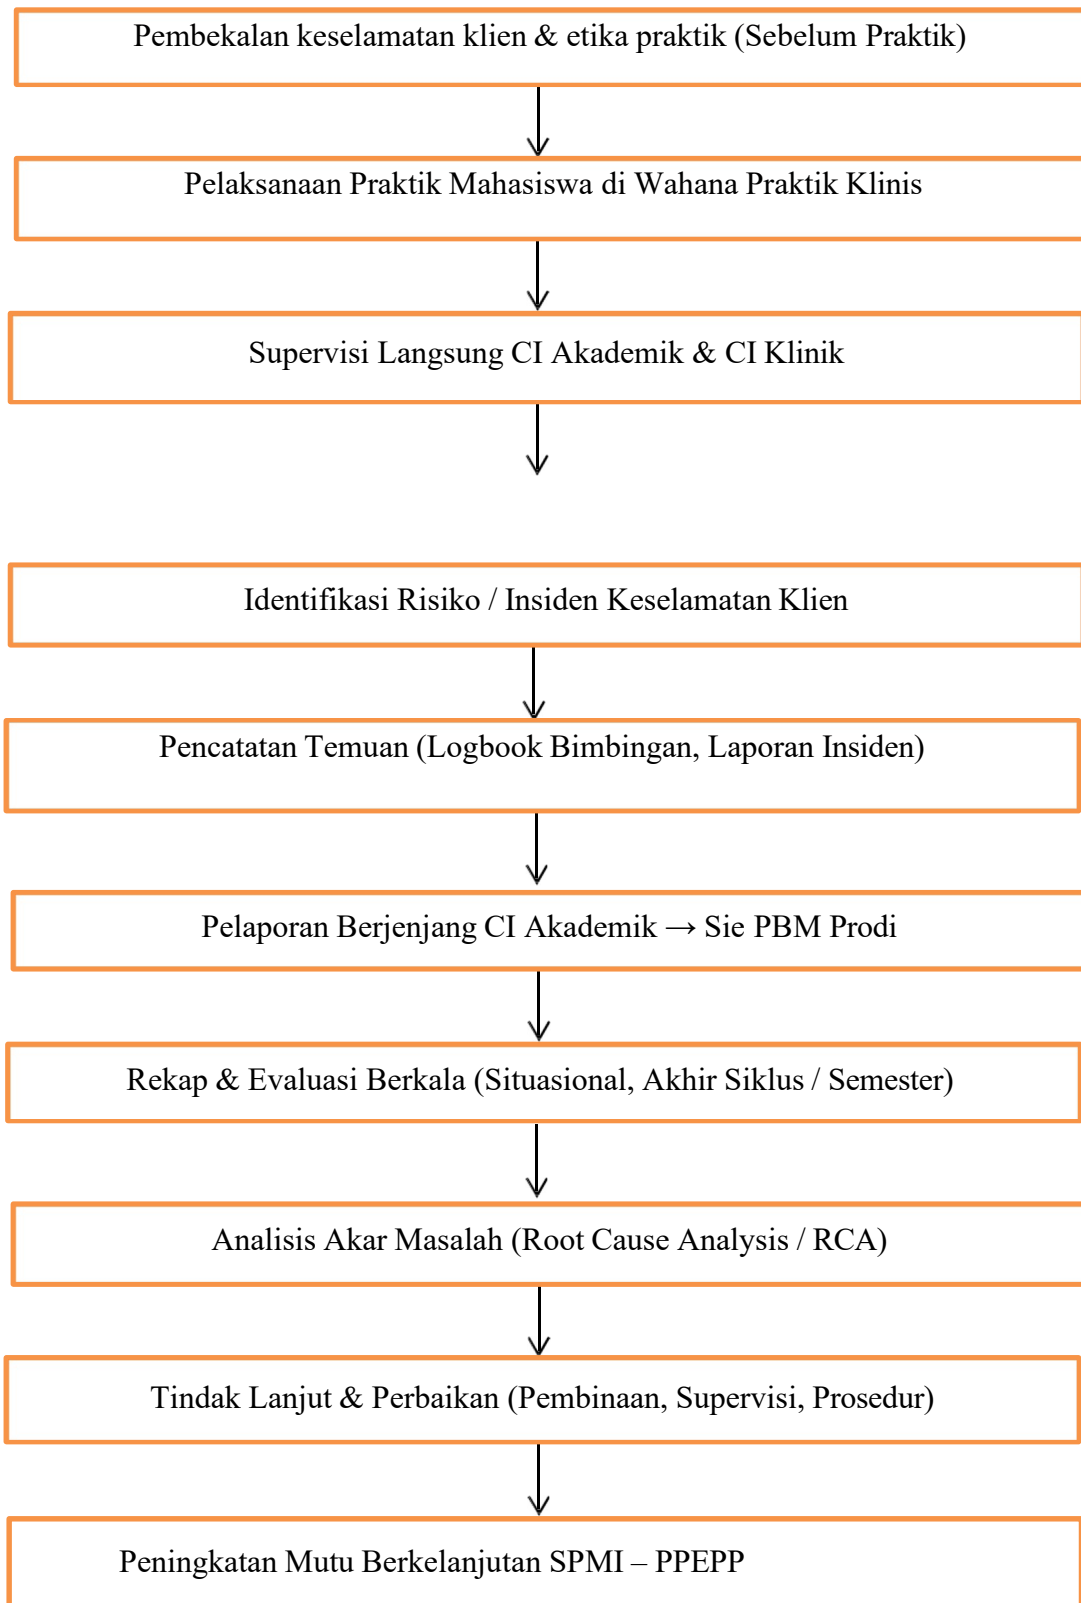 Pembekalan keselamatan klien & etika praktik (Sebelum Praktik)
Pelaksanaan Praktik Mahasiswa di Wahana Praktik Klinis
Supervisi Langsung CI Akademik & CI Klinik
Identifikasi Risiko / Insiden Keselamatan Klien
Pencatatan Temuan (Logbook Bimbingan, Laporan Insiden)
Pelaporan Berjenjang CI Akademik → Sie PBM Prodi
Rekap & Evaluasi Berkala (Situasional, Akhir Siklus / Semester)
Analisis Akar Masalah (Root Cause Analysis / RCA)
Tindak Lanjut & Perbaikan (Pembinaan, Supervisi, Prosedur)
Peningkatan Mutu Berkelanjutan SPMI – PPEPP